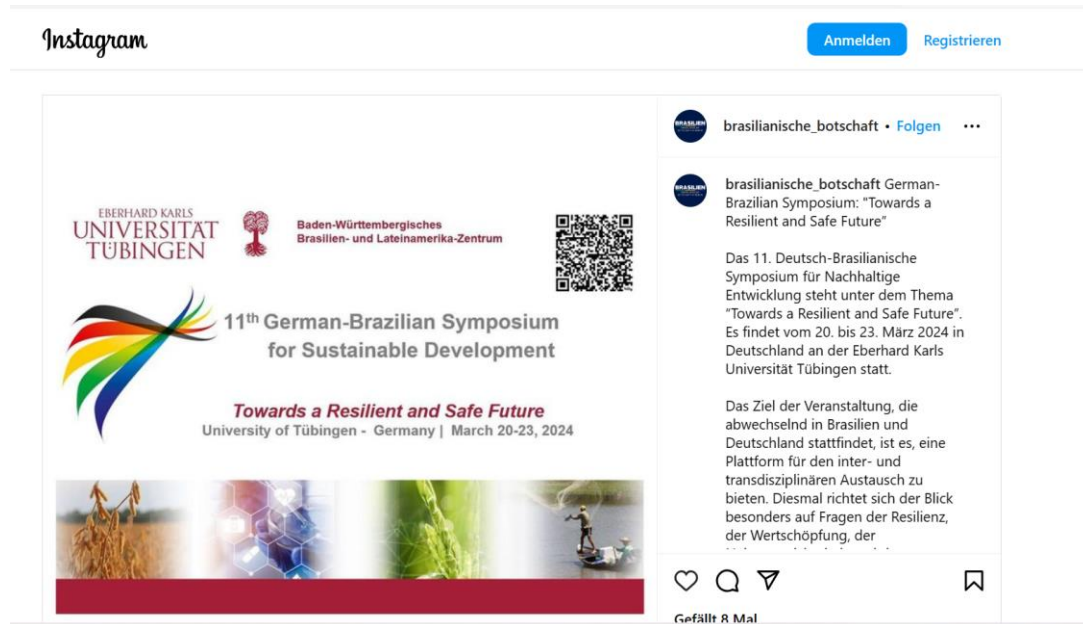 Instagram
Anmelden
Registrieren
EBERHARD KARLS
UNIVERSITÄT
TÜBINGEN
Baden-Württembergisches
Brasilien- und Lateinamerika-Zentrum
11th German-Brazilian Symposium
for Sustainable Development
Towards a Resilient and Safe Future
University of Tübingen - Germany | March 20-23, 2024
BRASILIEN
brasilianische_botschaft • Folgen
BRASILIEN
brasilianische_botschaft German-
Brazilian Symposium: "Towards a
Resilient and Safe Future"
Das 11. Deutsch-Brasilianische
Symposium für Nachhaltige
Entwicklung steht unter dem Thema
"Towards a Resilient and Safe Future".
Es findet vom 20. bis 23. März 2024 in
Deutschland an der Eberhard Karls
Universität Tübingen statt.
Das Ziel der Veranstaltung, die
abwechselnd in Brasilien und
Deutschland stattfindet, ist es, eine
Plattform für den inter- und
transdisziplinären Austausch zu
bieten. Diesmal richtet sich der Blick
besonders auf Fragen der Resilienz,
der Wertschöpfung, der
Gefällt 8 Mal